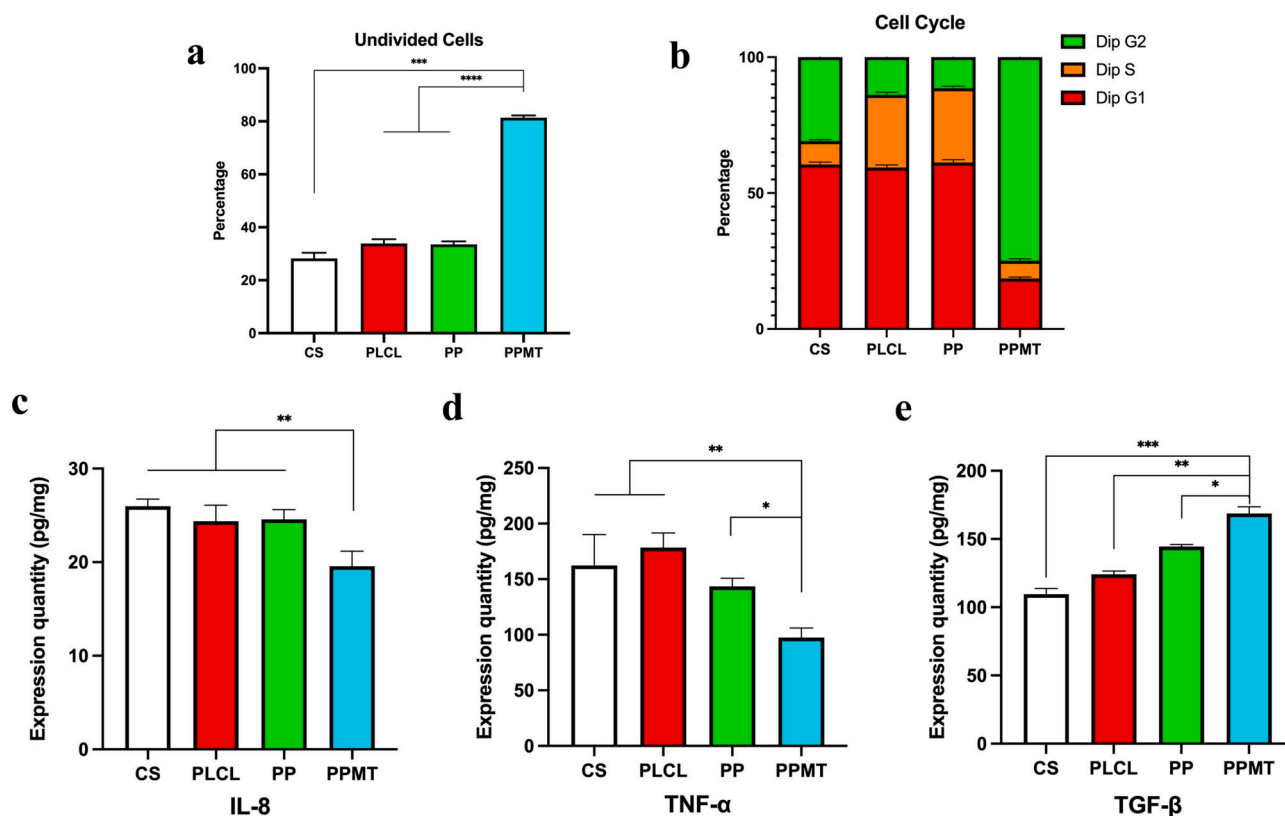 a
Undivided Cells
***
****
100
80
60
40
20
0
Percentage
CS PLCL PP PPMT
b
Cell Cycle
Dip G2
Dip S
Dip G1
100
50
0
Percentage
CS PLCL PP PPMT
c
**
30
20
10
0
Expression quantity (pg/mg)
CS PLCL PP PPMT
IL-8
d
**
*
250
200
150
100
50
0
Expression quantity (pg/mg)
CS PLCL PP PPMT
TNF-α
e
***
**
*
200
150
100
50
0
Expression quantity (pg/mg)
CS PLCL PP PPMT
TGF-β